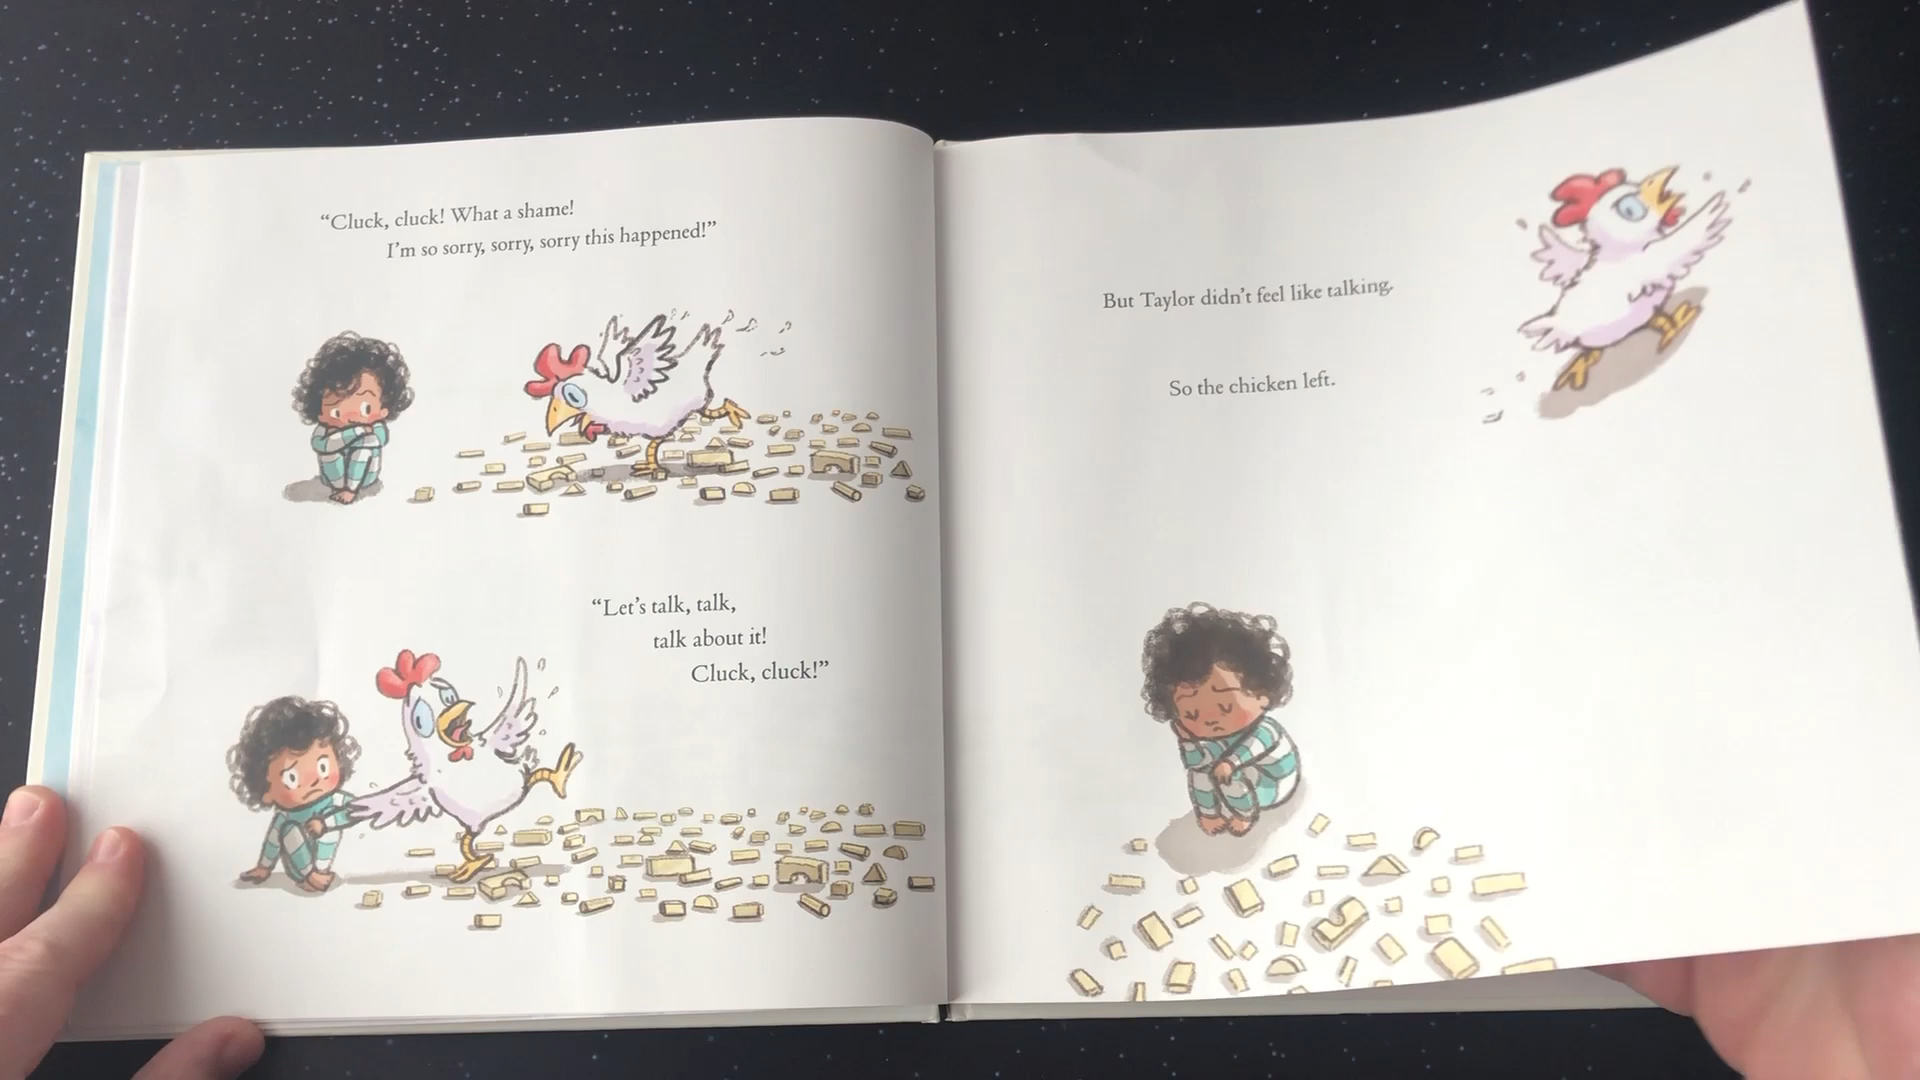 “Cluck, cluck! What a shame!
I’m so sorry, sorry, sorry this happened!”
“Let’s talk, talk,
talk about it!
Cluck, cluck!”
But Taylor didn’t feel like talking.
So the chicken left.